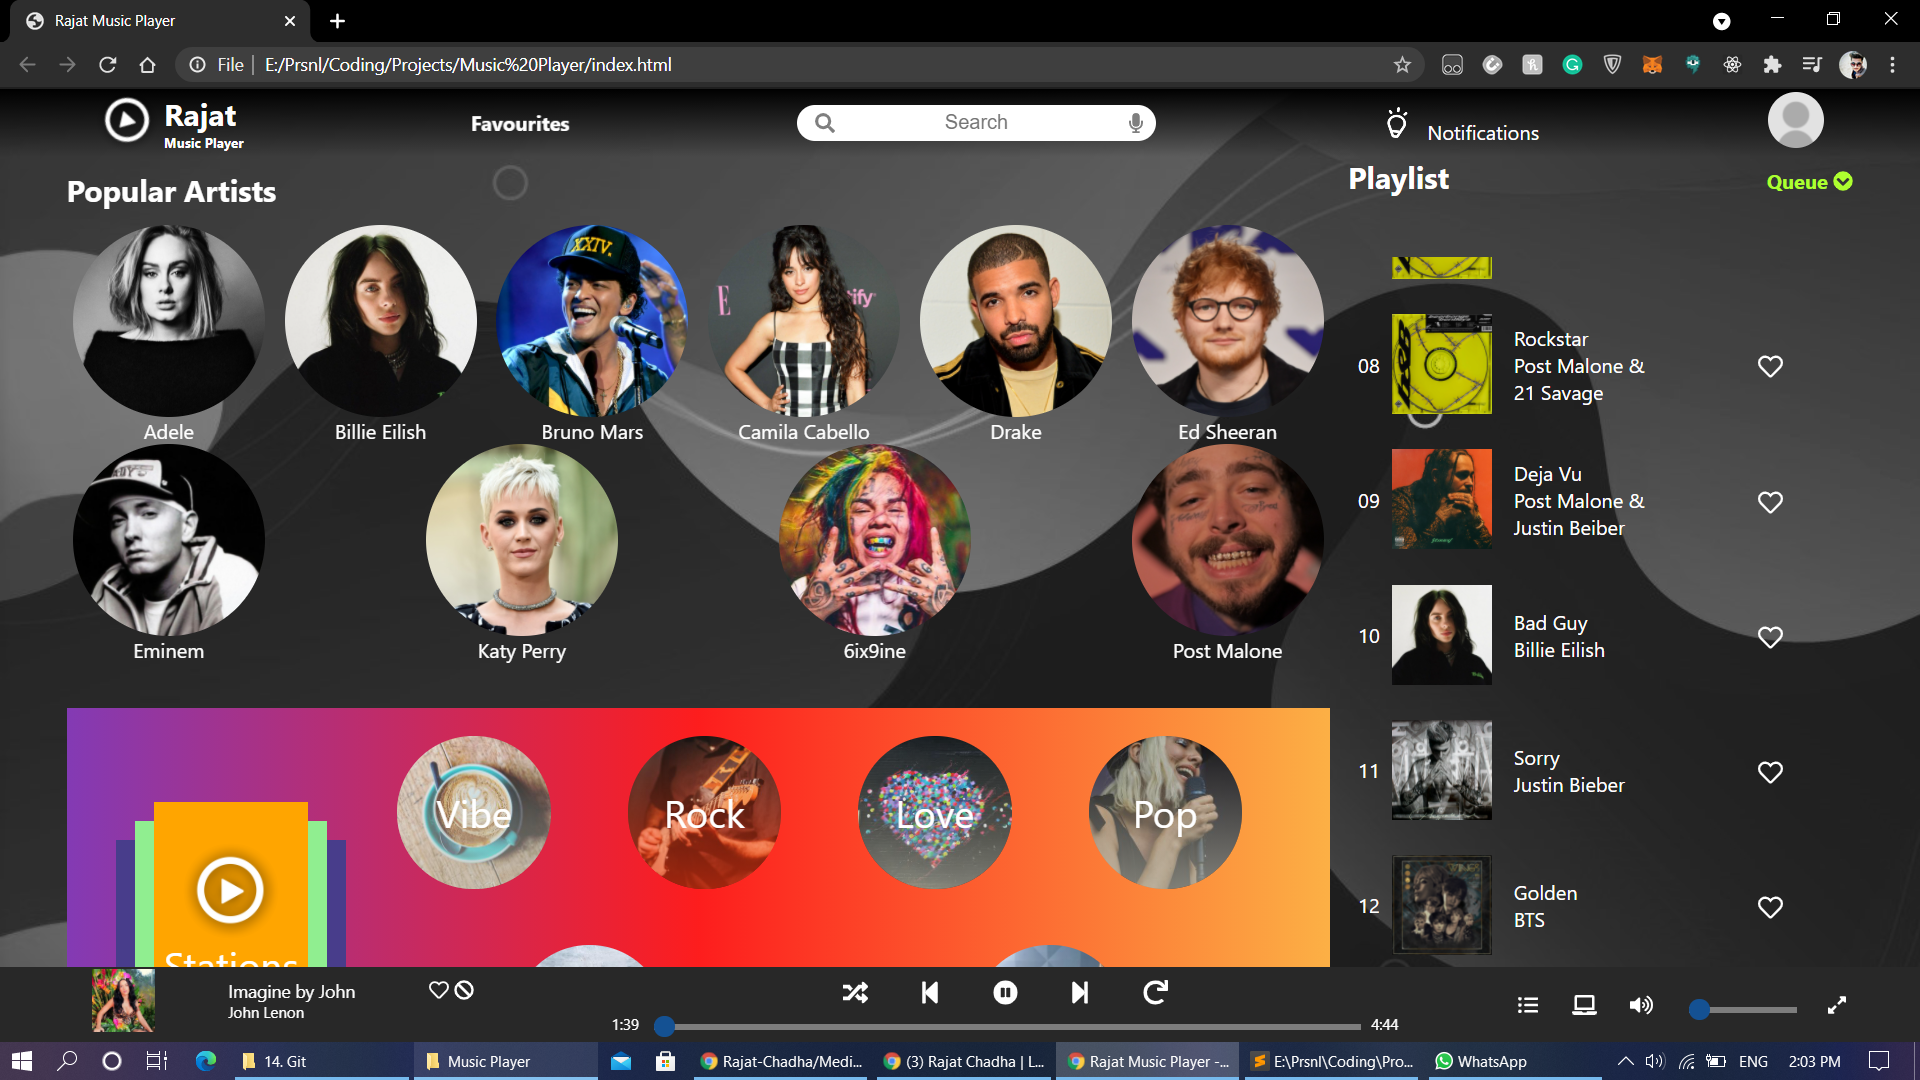 Rajat Music Player
File
E:/Prsnl/Coding/Projects/Music%20Player/index.html
Rajat
Music Player
Favourites
Search
Notifications
Popular Artists
Playlist
Queue
XXIV.
E
Adele
Billie Eilish
Bruno Mars
Camila Cabello
Drake
Ed Sheeran
Eminem
Katy Perry
6ix9ine
Post Malone
08
Rockstar
Post Malone &
21 Savage
09
Deja Vu
Post Malone &
Justin Beiber
10
Bad Guy
Billie Eilish
11
Sorry
Justin Bieber
12
Golden
BTS
Vibe
Rock
Love
Pop
Stations
Imagine by John
John Lenon
1:39
4:44
14. Git
Music Player
Rajat-Chadha/Medi...
(3) Rajat Chadha | L...
Rajat Music Player -...
E:\Prsnl\Coding\Pro...
WhatsApp
ENG
2:03 PM